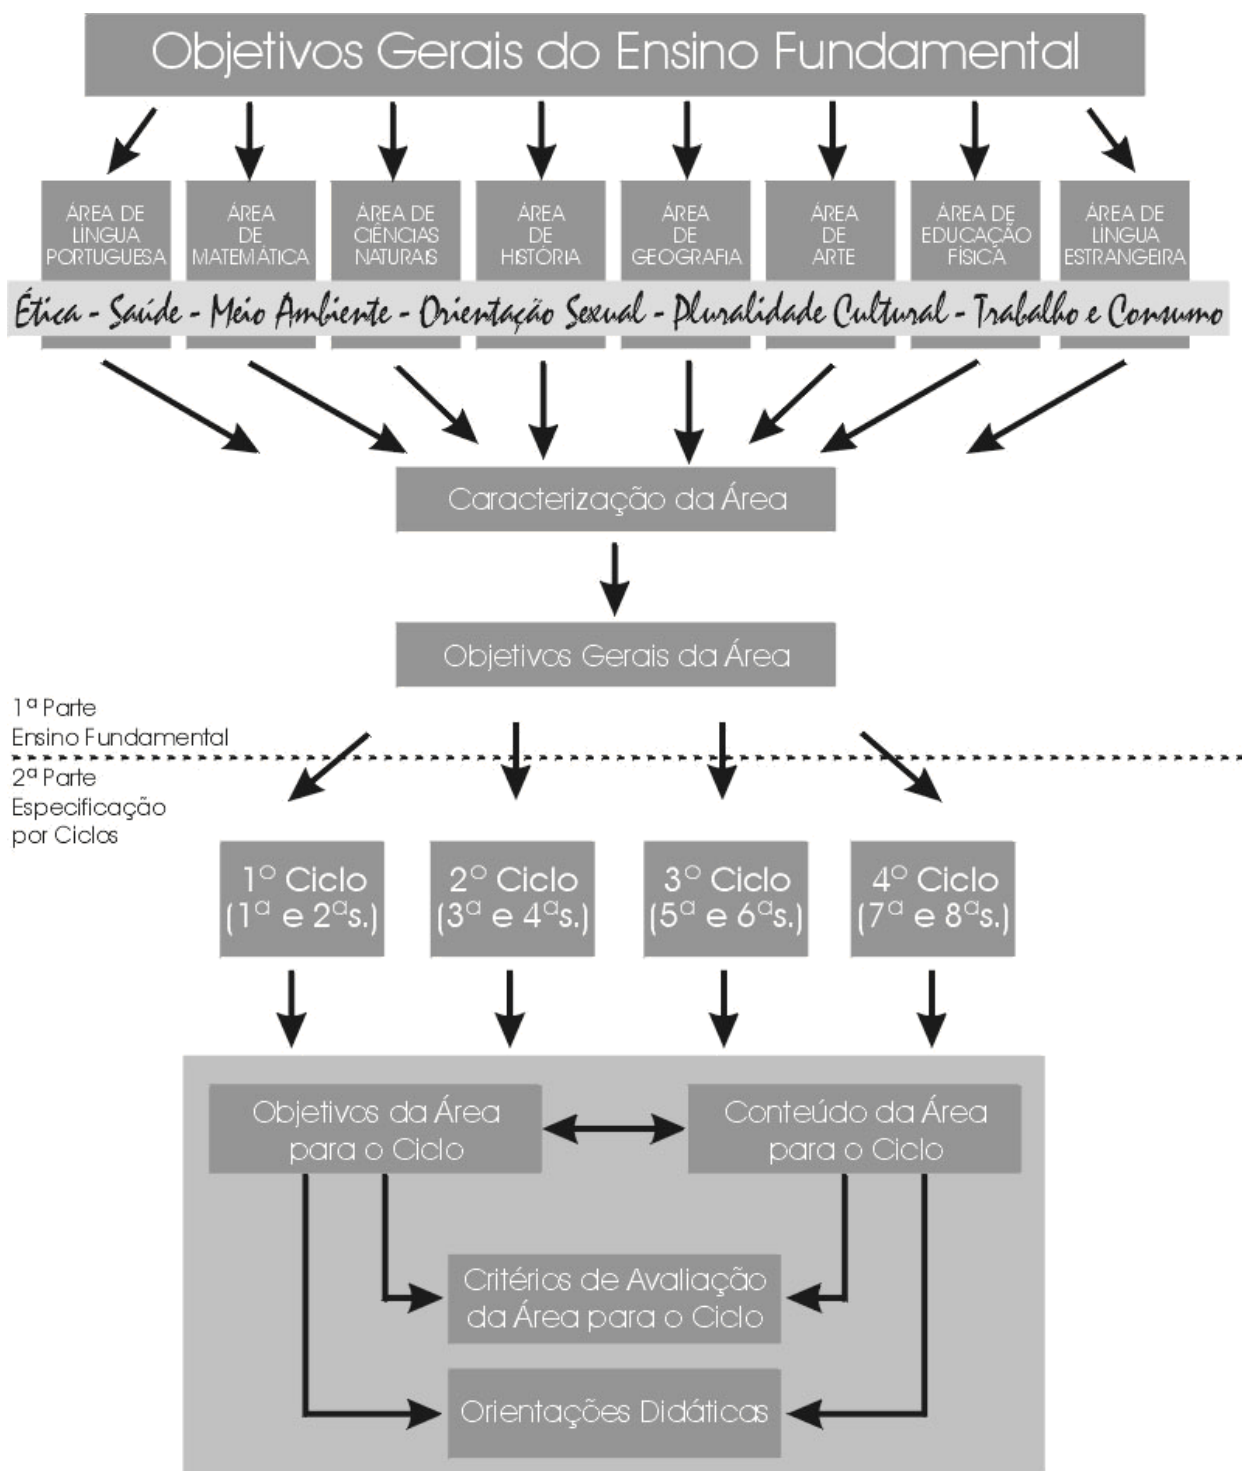 Objetivos Gerais do Ensino Fundamental
ÁREA DE
LÍNGUA
PORTUGUESA
ÁREA
DE
MATEMÁTICA
ÁREA DE
CIÊNCIAS
NATURAIS
ÁREA
DE
HISTÓRIA
ÁREA
DE
GEOGRAFIA
ÁREA
DE
ARTE
ÁREA DE
EDUCAÇÃO
FÍSICA
ÁREA DE
LÍNGUA
ESTRANGEIRA
Ética - Saúde - Meio Ambiente - Orientação Sexual - Pluralidade Cultural - Trabalho e Consumo
Caracterização da Área
Objetivos Gerais da Área
1ª Parte
Ensino Fundamental
2ª Parte
Especificação
por Ciclos
1º Ciclo
(1ª e 2ªs.)
2º Ciclo
(3ª e 4ªs.)
3º Ciclo
(5ª e 6ªs.)
4º Ciclo
(7ª e 8ªs.)
Objetivos da Área
para o Ciclo
Conteúdo da Área
para o Ciclo
Critérios de Avaliação
da Área para o Ciclo
Orientações Didáticas